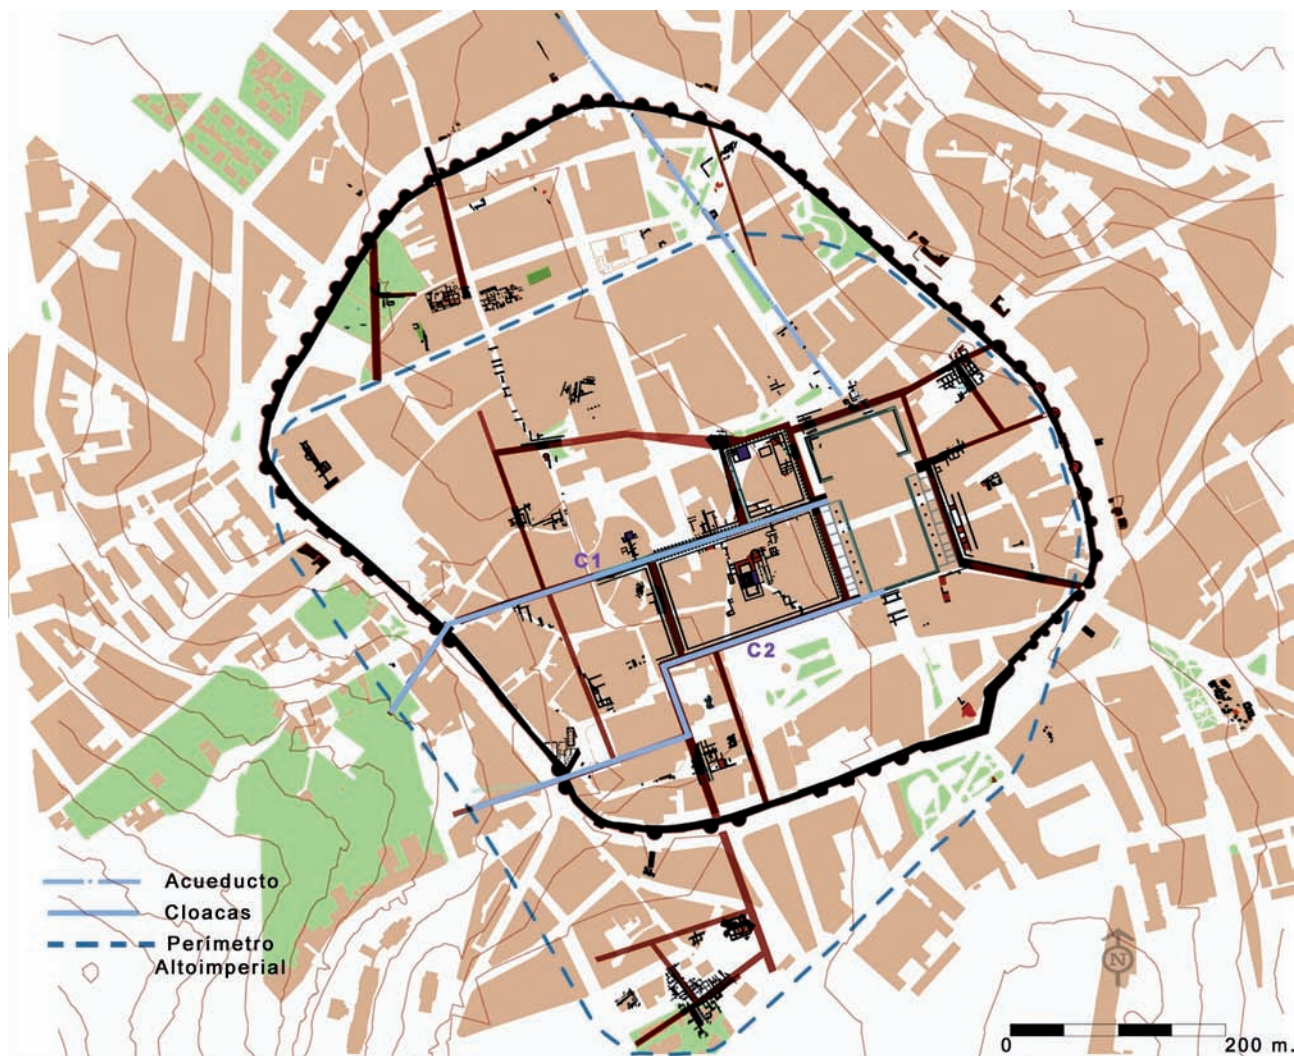 C1
C2
Acueducto
Cloacas
Perímetro
Altoimperial
N
0 200 m.